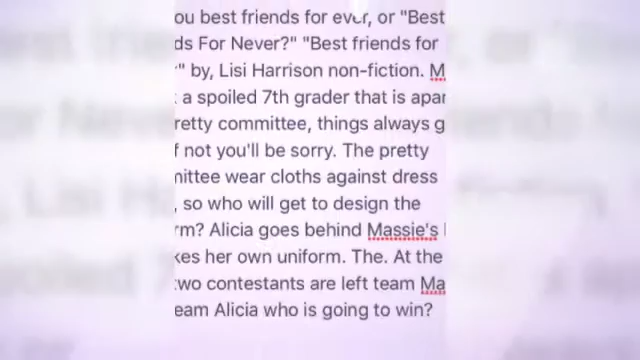 ou best friends for ever, or "Best
ds For Never?" "Best friends for
" by, Lisi Harrison non-fiction. M
a spoiled 7th grader that is apar
retty committee, things always g
f not you'll be sorry. The pretty
mittee wear cloths against dress
, so who will get to design the
rm? Alicia goes behind Massie's
kes her own uniform. The. At the
two contestants are left team Ma
eam Alicia who is going to win?